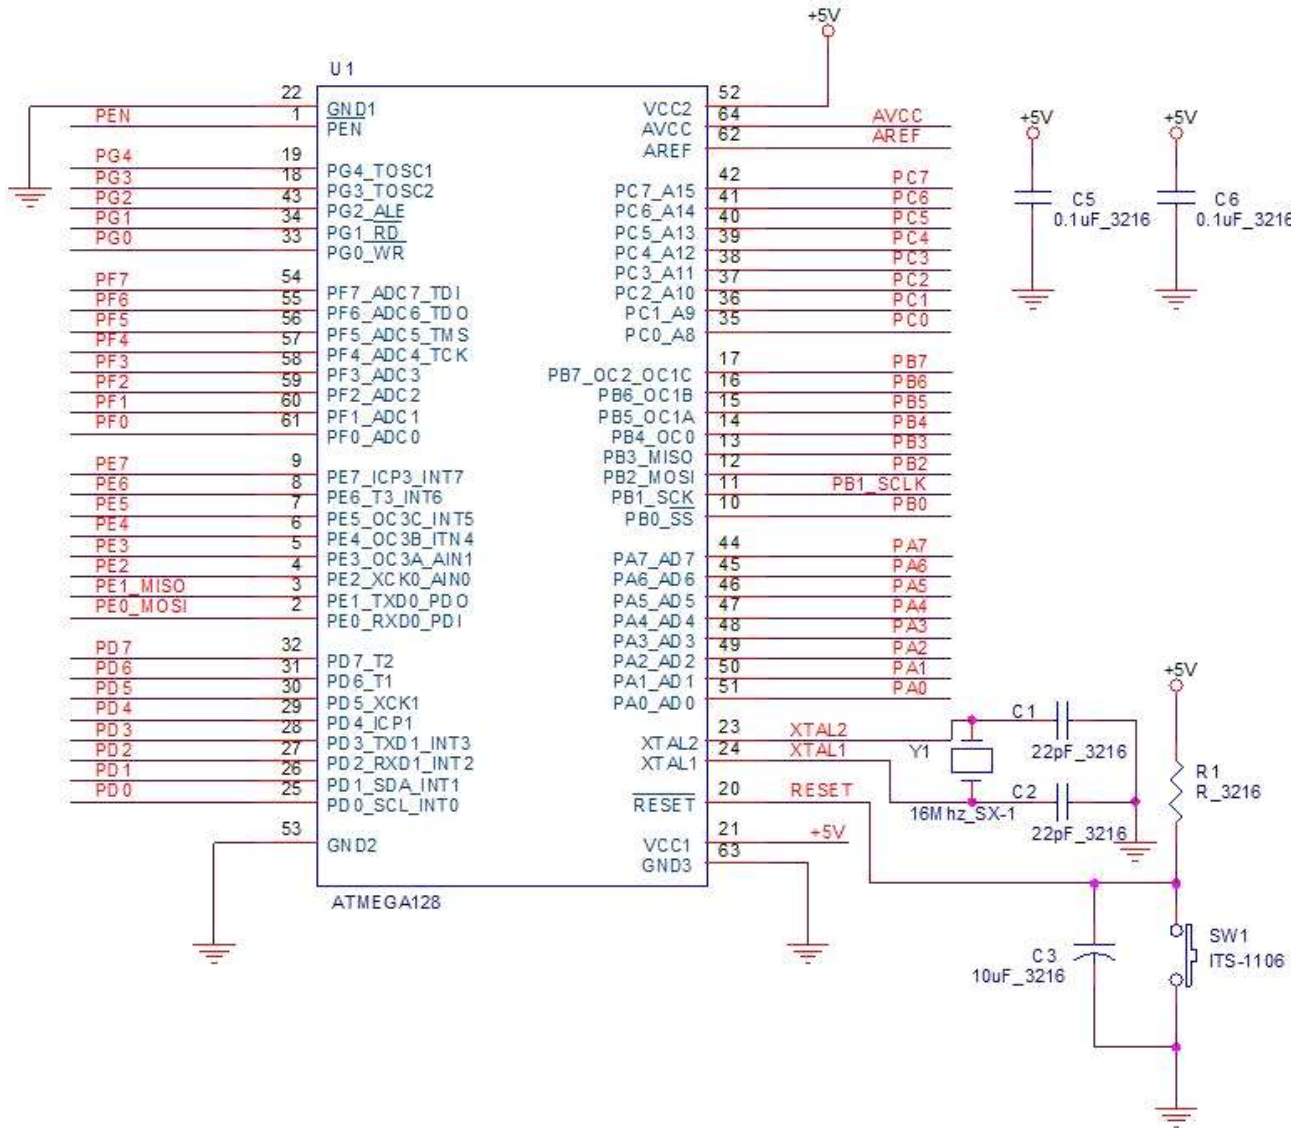 +5V
U1
22
GND1
PEN
1
PEN
PG4
19
PG4_TOSC1
PG3
18
PG3_TOSC2
PG2
43
PG2_ALE
PG1
34
PG1_RD
PG0
33
PG0_WR
PF7
54
PF7_ADC7_TDI
PF6
55
PF6_ADC6_TDO
PF5
56
PF5_ADC5_TMS
PF4
57
PF4_ADC4_TCK
PF3
58
PF3_ADC3
PF2
59
PF2_ADC2
PF1
60
PF1_ADC1
PF0
61
PF0_ADC0
PE7
9
PE7_ICP3_INT7
PE6
8
PE6_T3_INT6
PE5
7
PE5_OC3C_INT5
PE4
6
PE4_OC3B_ITN4
PE3
5
PE3_OC3A_AIN1
PE2
4
PE2_XCK0_AIN0
PE1_MISO
3
PE1_TXD0_PDO
PE0_MOSI
2
PE0_RXD0_PDI
PD7
32
PD7_T2
PD6
31
PD6_T1
PD5
30
PD5_XCK1
PD4
29
PD4_ICP1
PD3
28
PD3_TXD1_INT3
PD2
27
PD2_RXD1_INT2
PD1
26
PD1_SDA_INT1
PD0
25
PD0_SCL_INT0
53
GND2
ATMEGA128
52
VCC2
64
AVCC
AVCC
62
AREF
AREF
42
PC7
PC7_A15
41
PC6
PC6_A14
40
PC5
PC5_A13
39
PC4
PC4_A12
38
PC3
PC3_A11
37
PC2
PC2_A10
36
PC1
PC1_A9
35
PC0
PC0_A8
17
PB7
PB7_OC2_OC1C
16
PB6
PB6_OC1B
15
PB5
PB5_OC1A
14
PB4
PB4_OC0
13
PB3
PB3_MISO
12
PB2
PB2_MOSI
11
PB1_SCLK
PB1_SCK
10
PB0
PB0_SS
44
PA7
PA7_AD7
45
PA6
PA6_AD6
46
PA5
PA5_AD5
47
PA4
PA4_AD4
48
PA3
PA3_AD3
49
PA2
PA2_AD2
50
PA1
PA1_AD1
51
PA0
PA0_AD0
23
XTAL2
XTAL2
24
XTAL1
XTAL1
20
RESET
RESET
21
+5V
VCC1
63
GND3
+5V
C5
0.1uF_3216
+5V
C6
0.1uF_3216
C1
22pF_3216
Y1
16Mhz_SX-1
C2
22pF_3216
+5V
R1
R_3216
C3
10uF_3216
SW1
ITS-1106